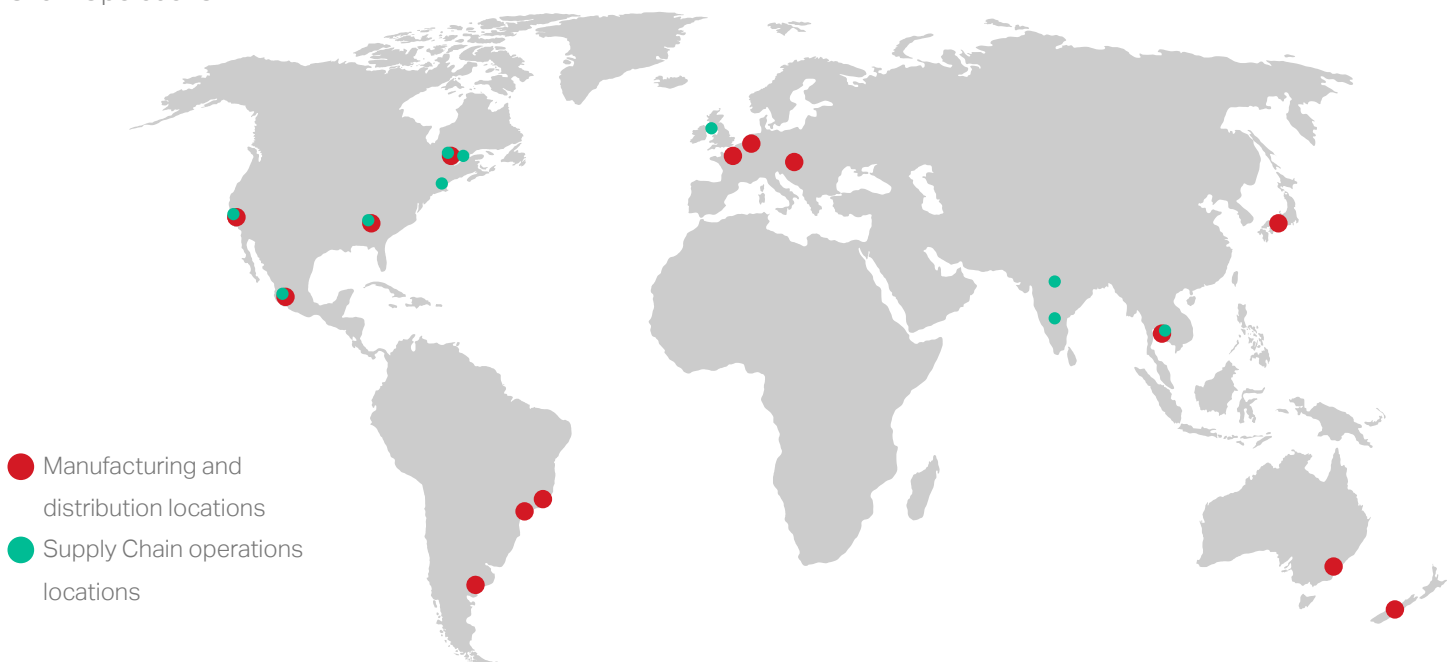 Manufacturing and
distribution locations
Supply Chain operations
locations